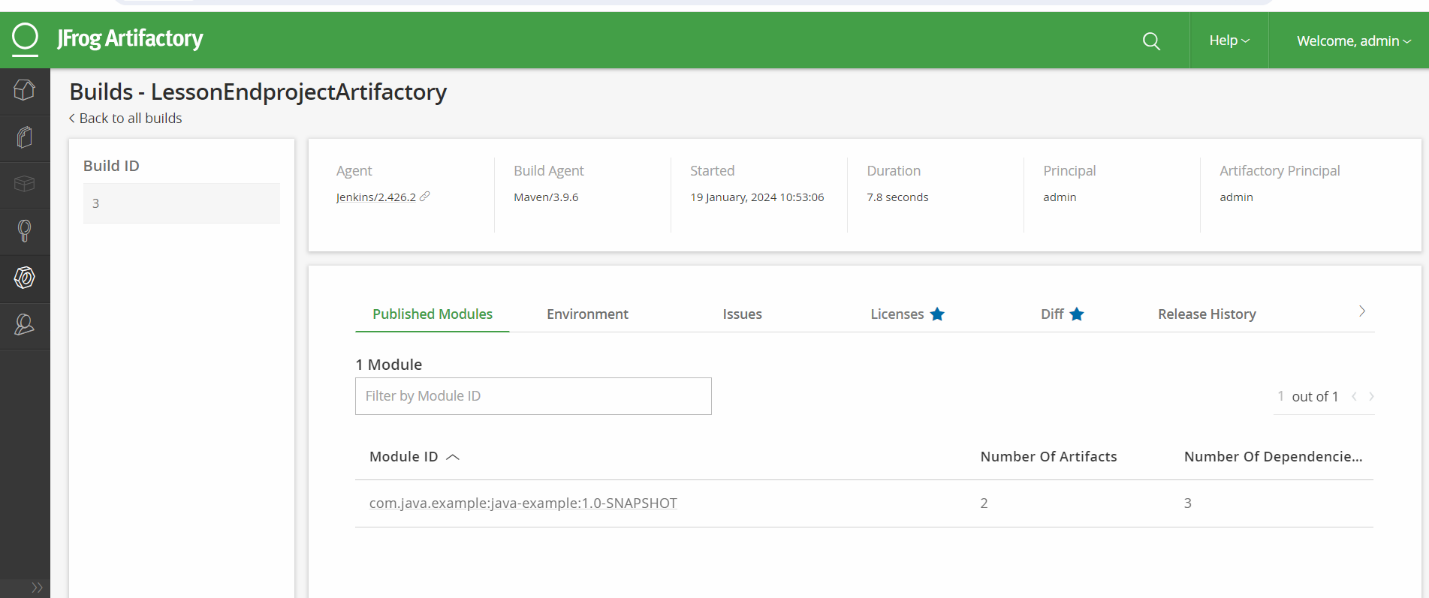 JFrog Artifactory
Help
Welcome, admin
Builds - LessonEndprojectArtifactory
< Back to all builds
Build ID
3
Agent
Jenkins/2.426.2
Build Agent
Maven/3.9.6
Started
19 January, 2024 10:53:06
Duration
7.8 seconds
Principal
admin
Artifactory Principal
admin
Published Modules
Environment
Issues
Licenses
Diff
Release History
1 Module
Filter by Module ID
1 out of 1
Module ID
Number Of Artifacts
Number Of Dependencie...
com.java.example:java-example:1.0-SNAPSHOT
2
3